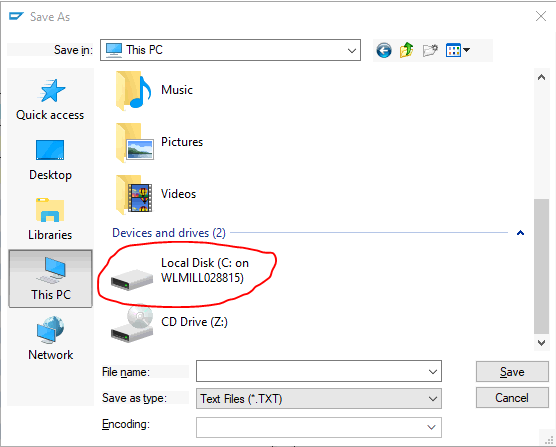 Save As
Save in:
This PC
Quick access
Desktop
Libraries
This PC
Network
Music
Pictures
Videos
Devices and drives (2)
Local Disk (C: on
WLMILL028815)
CD Drive (Z:)
File name:
Save
Save as type:
Text Files (*.TXT)
Cancel
Encoding: